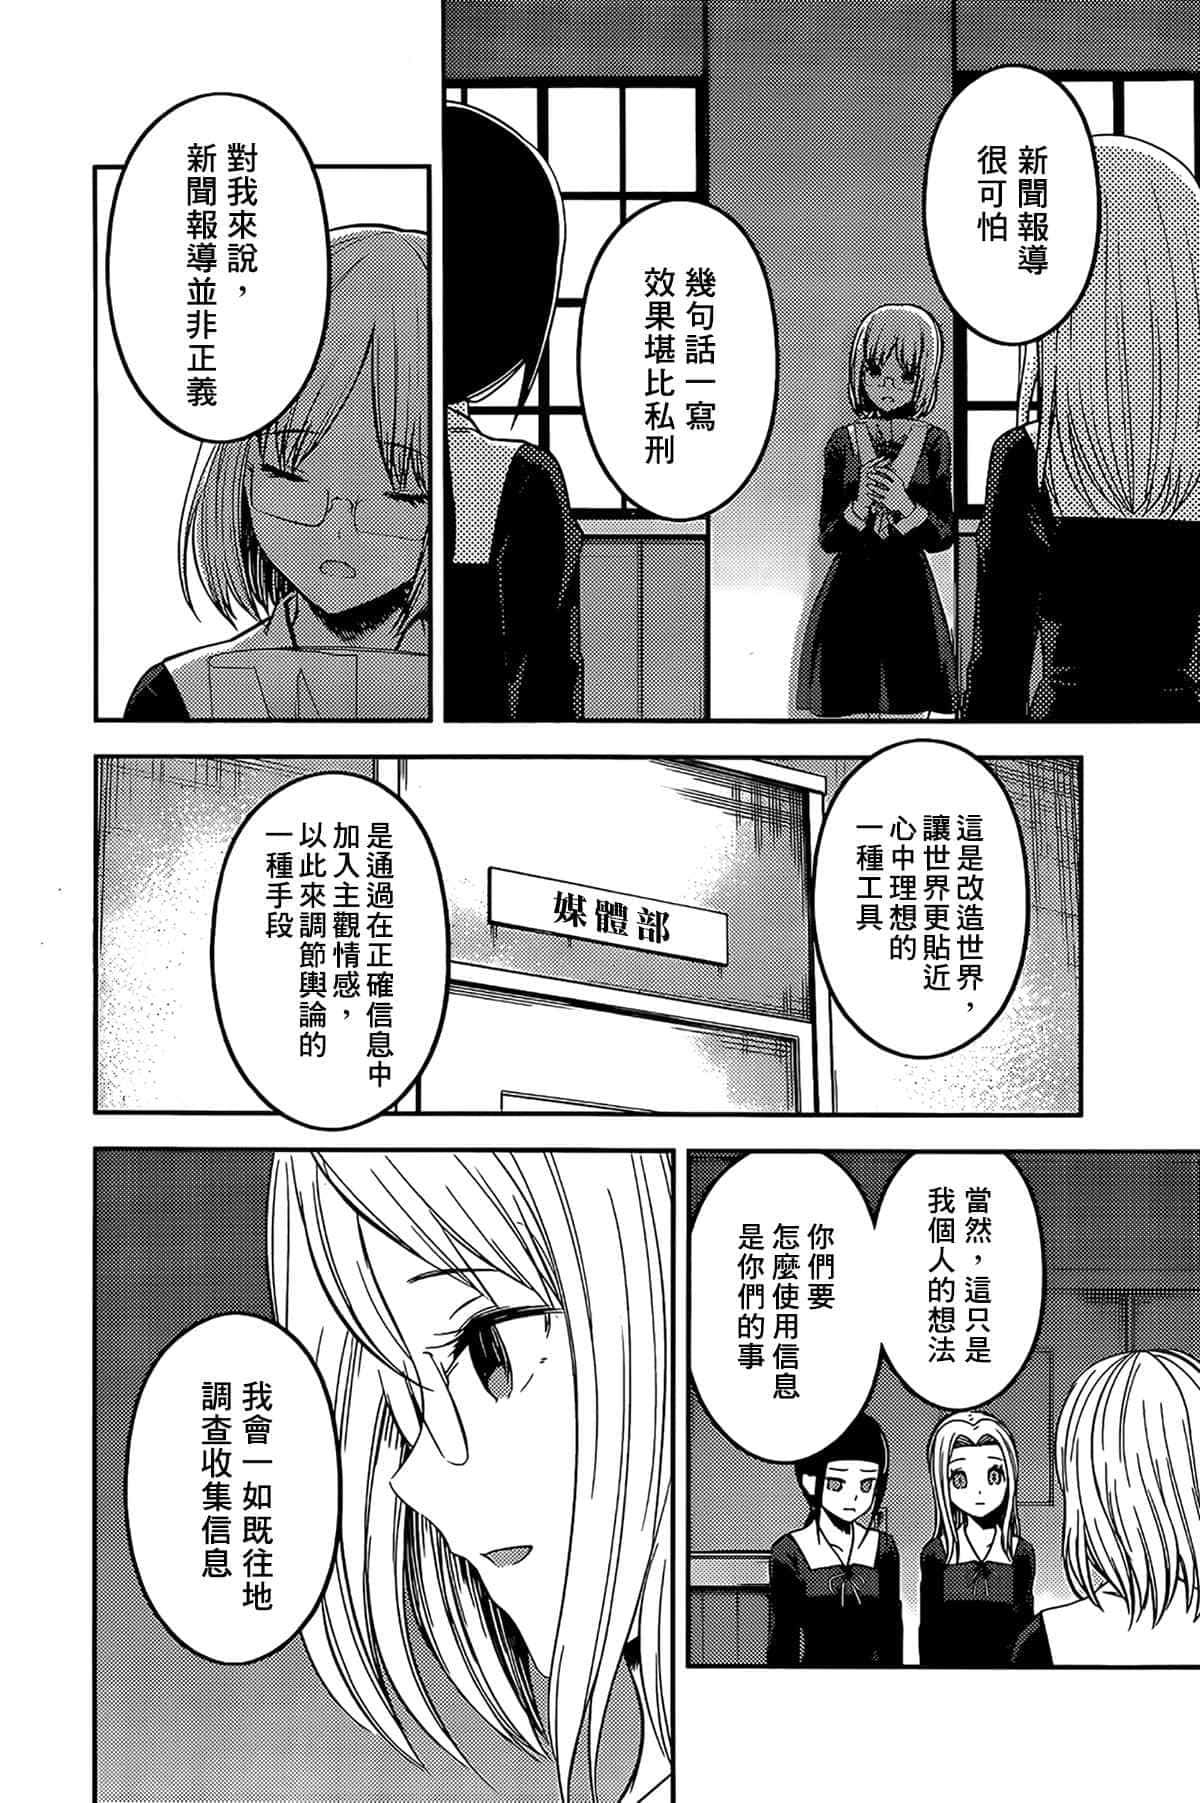 新聞報導
很可怕
幾句話一寫
效果堪比私刑
對我來說，
新聞報導並非正義
這是改造世界，
讓世界更貼近
心中理想的
一種工具
媒體部
是通過在正確信息中
加入主觀情感，
以此來調節輿論的
一種手段
當然，這只是
我個人的想法
你們要
怎麼使用信息
是你們的事
我會一如既往地
調查收集信息